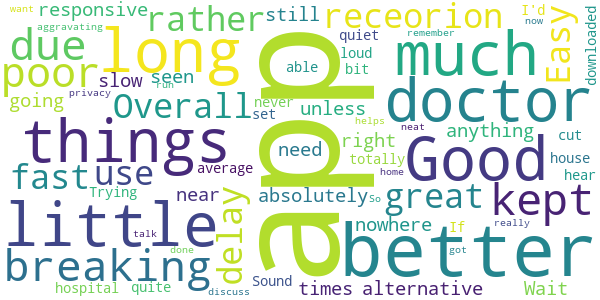 want
responsive
rather
still
receorion
I'd
now
Easy
downloaded
aggravating
due
long
quiet
remember
much
poor
slow
seen
run
able
loud
bit
privacy
going
Overall
never
set
unless
doctor
app
things
need
right
anything
cut
neat
totally
house
fast
use
average
helps
Good
hear
Trying
near
absolutely
home
So
great
kept
little
delay
nowhere
If
really
talk
breaking
done
Sound
got
better
hospital
quite
discuss
times
alternative
Wait